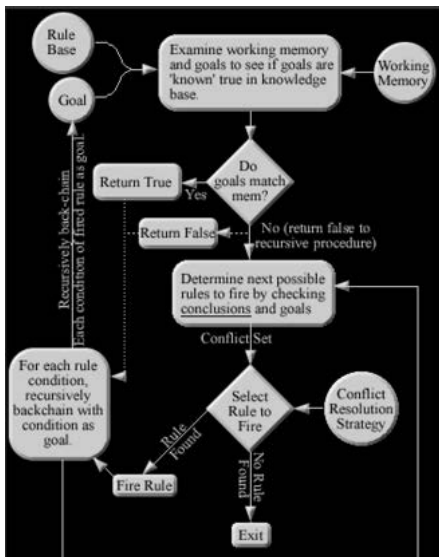 Rule
Base
Goal
Examine working memory
and goals to see if goals are
'known' true in knowledge
base.
Working
Memory
Do
goals match
mem?
Return True
Yes
Return False
No (return false to
recursive procedure)
Recursively back-chain
Each condition of fired rule as goal.
Determine next possible
rules to fire by checking
conclusions and goals
Conflict Set
For each rule
condition,
recursively
backchain with
condition as
goal.
Select
Rule to
Fire
Conflict
Resolution
Strategy
Rule
Found
Fire Rule
No Rule
Found
Exit